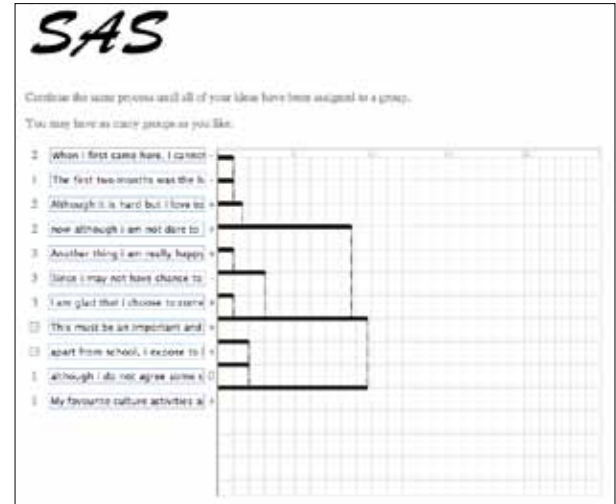 SAS
Continue the same process until all of your ideas have been assigned to a group.
You may have as many groups as you like.
2 When I first came here, I cannot
1 The first two months was the h
2 Although it is hard but I love to
2 now although i am not dare to
3 Another thing i am really happy
3 Since i may not have chance to
3 I am glad that i choose to come
This must be an important and
apart from school, i expose to
1 although i do not agree some s
1 My favourite culture activities a